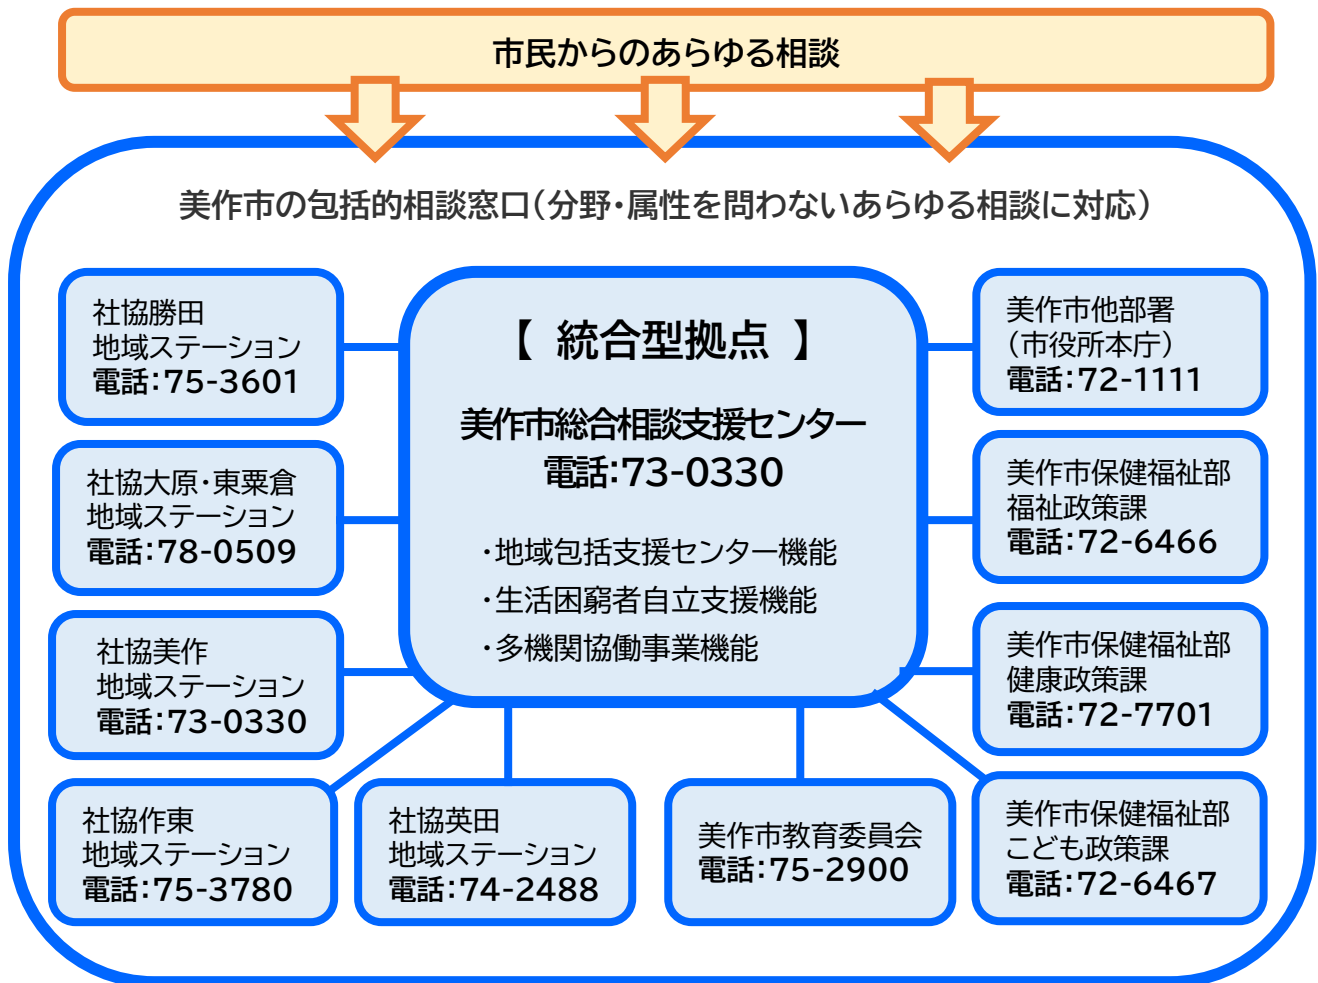 市民からのあらゆる相談
美作市の包括的相談窓口（分野・属性を問わないあらゆる相談に対応）
【 統合型拠点 】
美作市総合相談支援センター
電話：73-0330
・地域包括支援センター機能
・生活困窮者自立支援機能
・多機関協働事業機能
社協勝田
地域ステーション
電話：75-3601
社協大原・東粟倉
地域ステーション
電話：78-0509
社協美作
地域ステーション
電話：73-0330
社協作東
地域ステーション
電話：75-3780
社協英田
地域ステーション
電話：74-2488
美作市教育委員会
電話：75-2900
美作市他部署
（市役所本庁）
電話：72-1111
美作市保健福祉部
福祉政策課
電話：72-6466
美作市保健福祉部
健康政策課
電話：72-7701
美作市保健福祉部
こども政策課
電話：72-6467